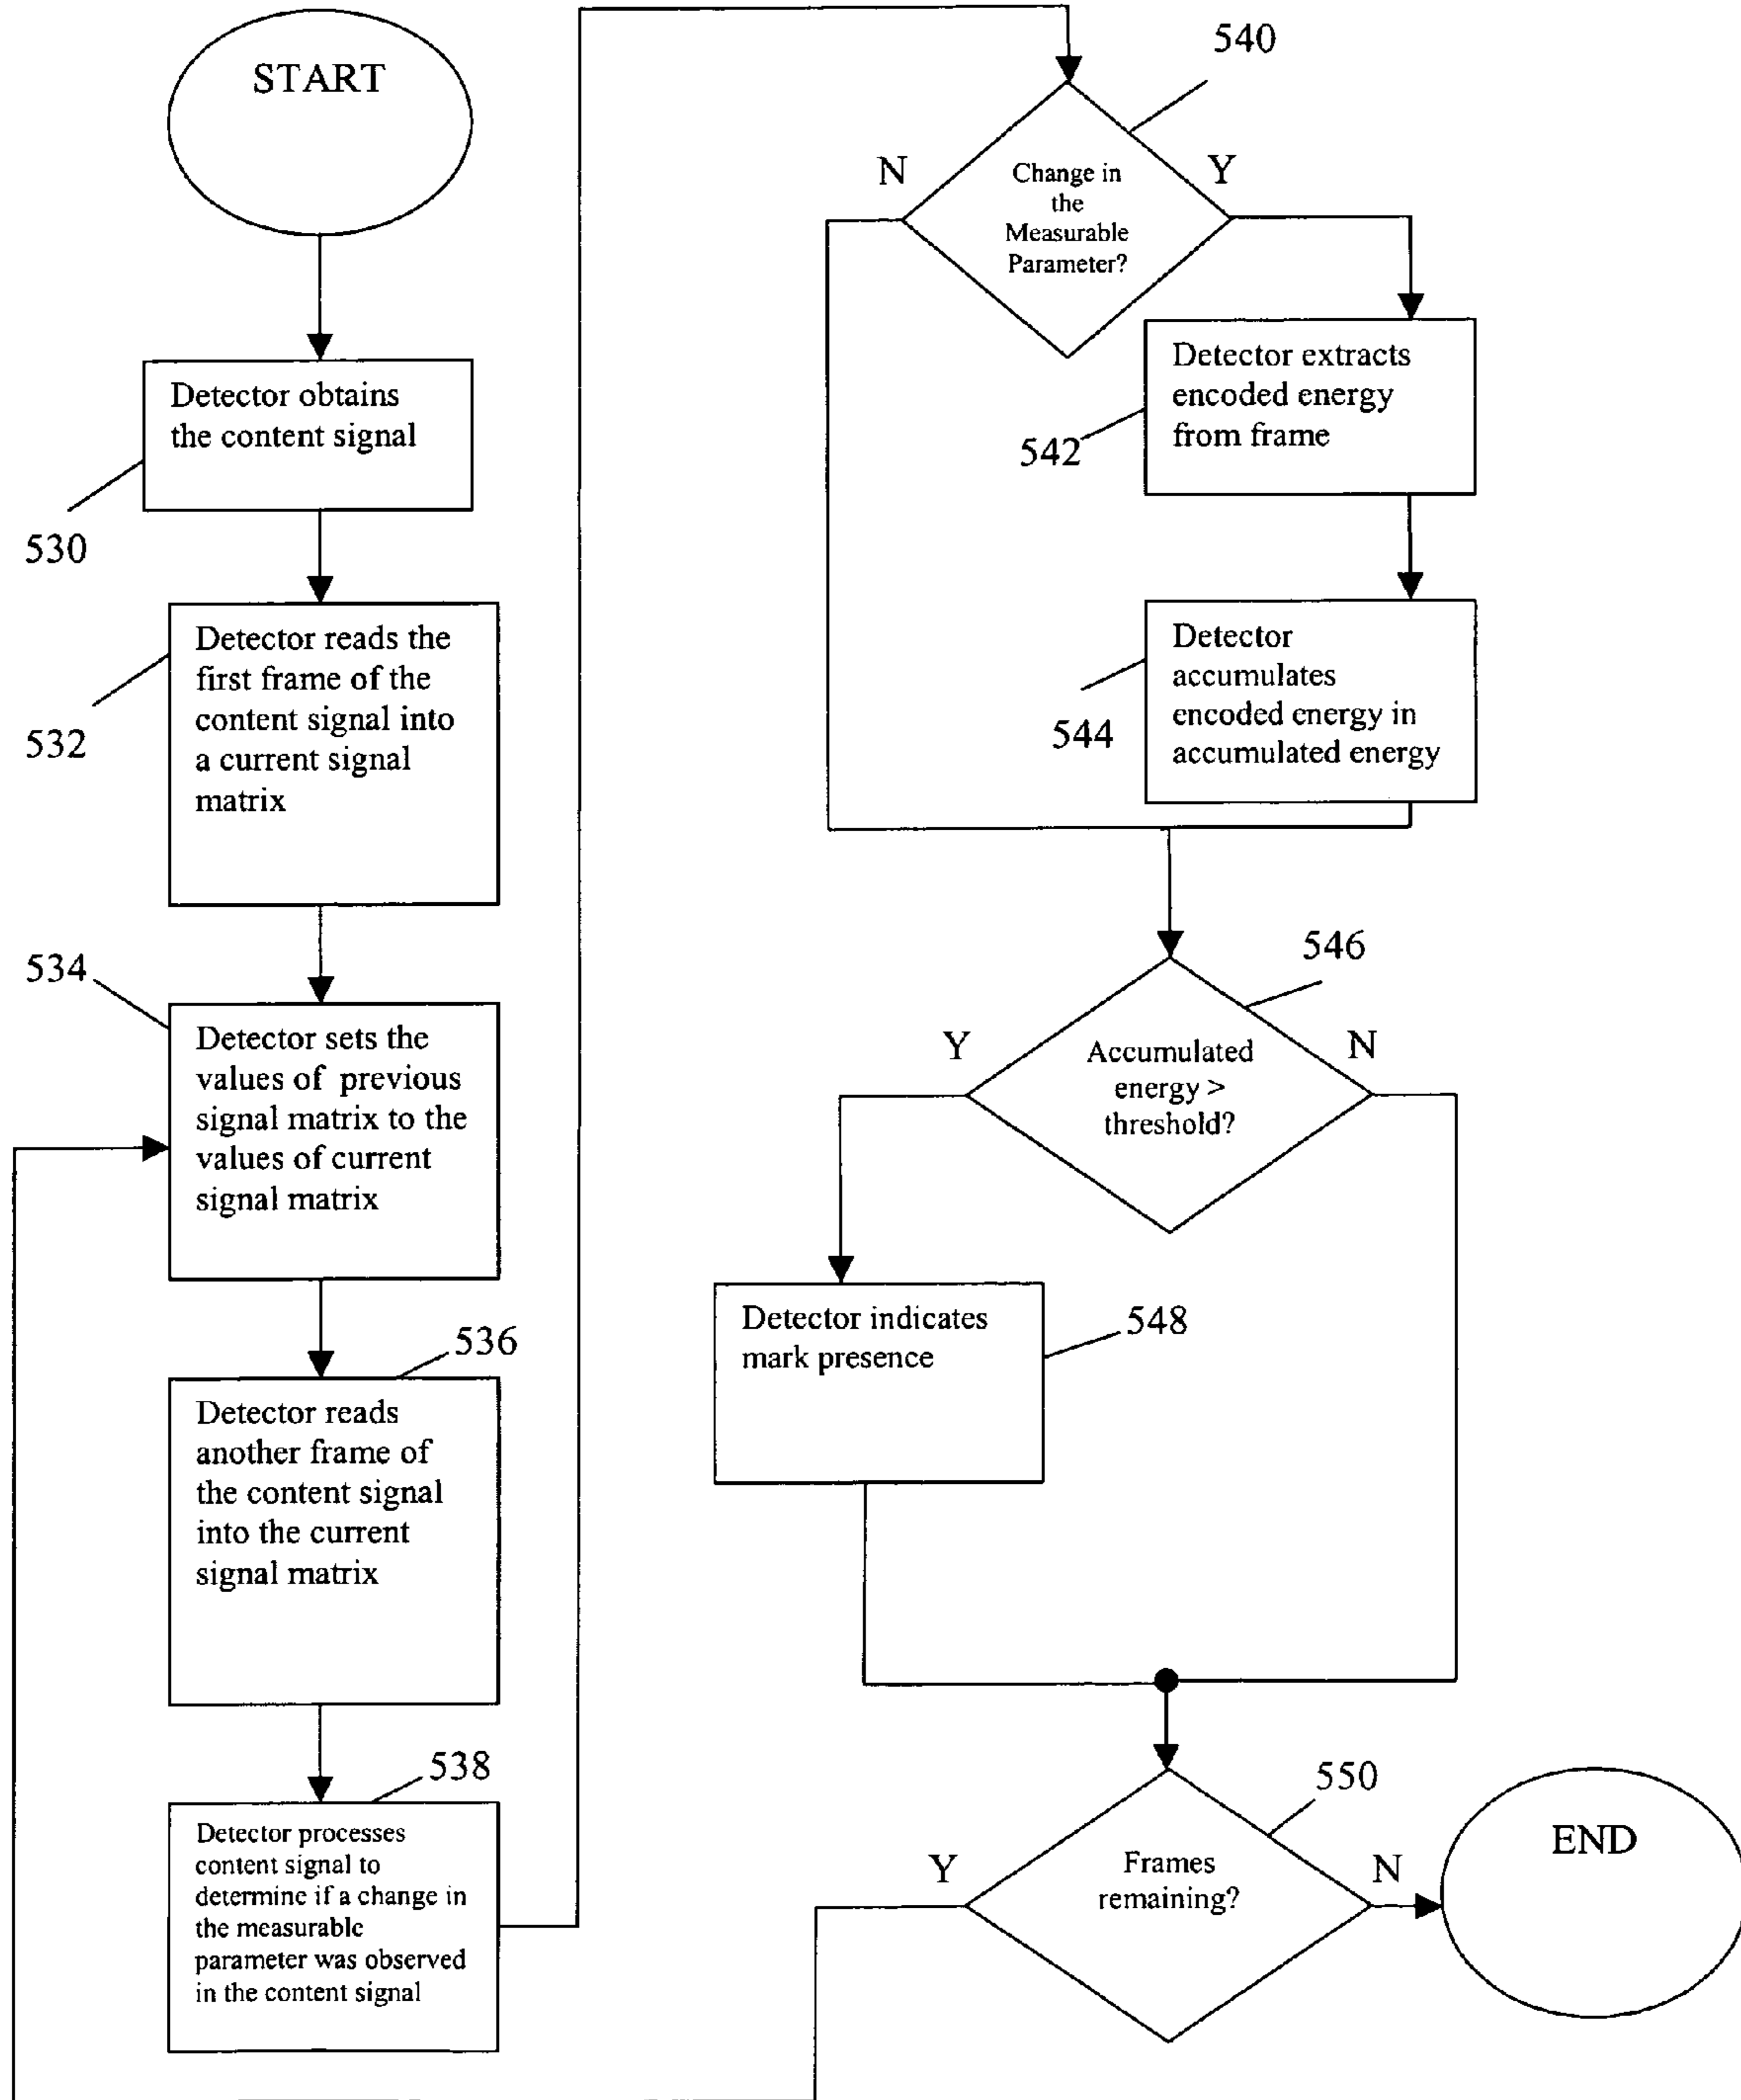 START
Detector obtains
the content signal
530
Detector reads the
first frame of the
content signal into
a current signal
matrix
532
534
Detector sets the
values of previous
signal matrix to the
values of current
signal matrix
536
Detector reads
another frame of
the content signal
into the current
signal matrix
538
Detector processes
content signal to
determine if a change in
the measurable
parameter was observed
in the content signal
540
N
Y
Change in
the
Measurable
Parameter?
Detector extracts
encoded energy
from frame
542
Detector
accumulates
encoded energy in
accumulated energy
544
546
Y
N
Accumulated
energy >
threshold?
Detector indicates
mark presence
548
550
Y
N
Frames
remaining?
END